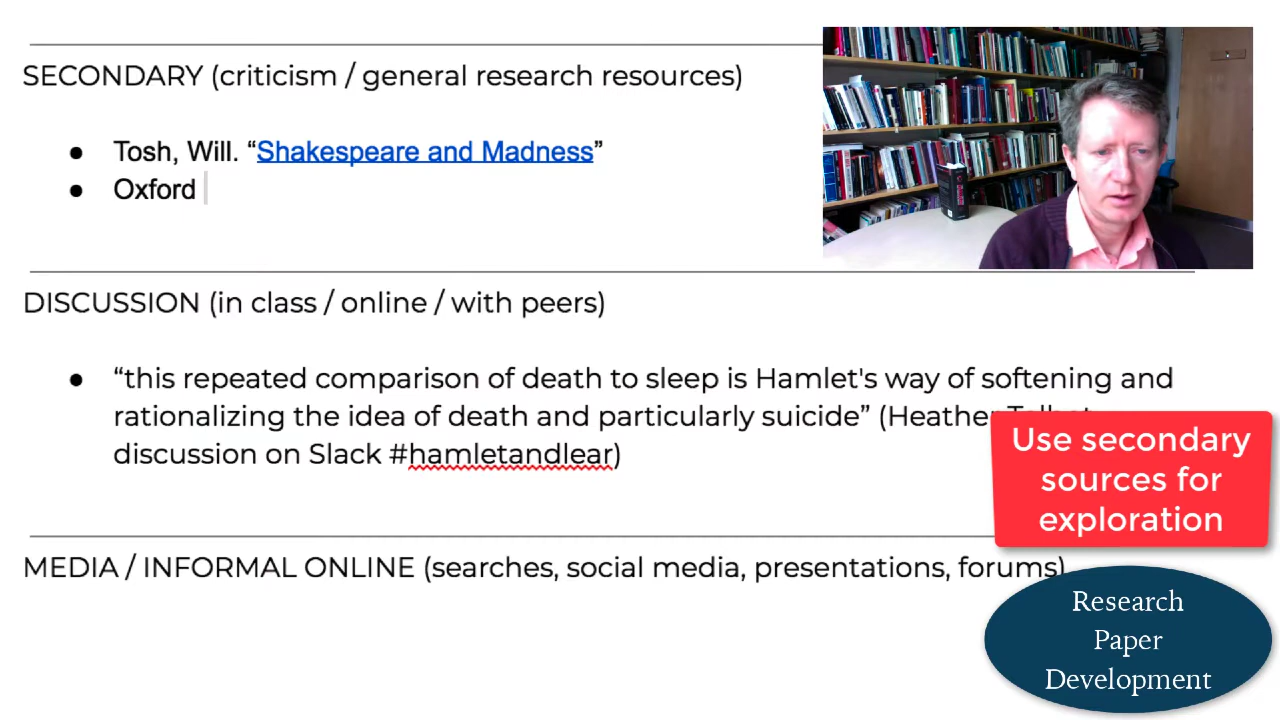 SECONDARY (criticism / general research resources)
● Tosh, Will. “Shakespeare and Madness”
● Oxford
DISCUSSION (in class / online / with peers)
● “this repeated comparison of death to sleep is Hamlet's way of softening and
rationalizing the idea of death and particularly suicide” (Heather
discussion on Slack #hamletandlear)
Use secondary
sources for
exploration
MEDIA / INFORMAL ONLINE (searches, social media, presentations, forums)
Research
Paper
Development